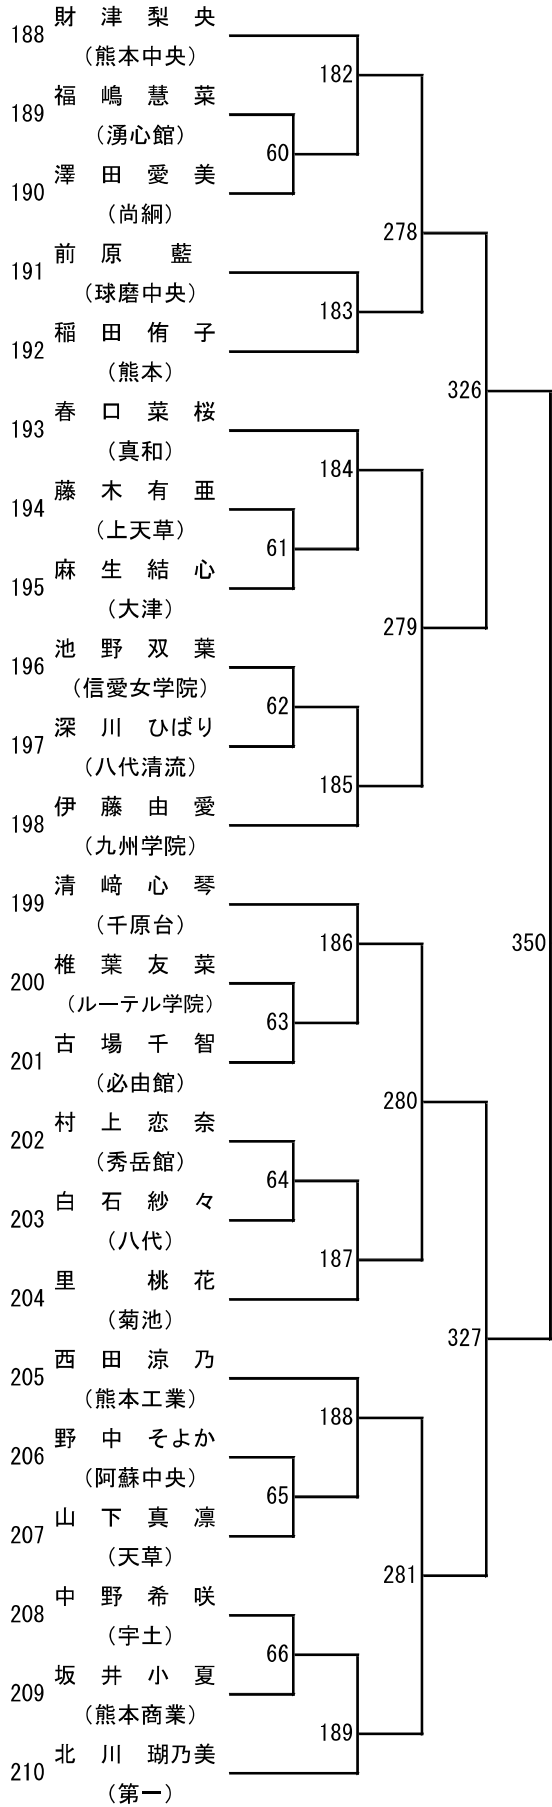 188 財津梨央
(熊本中央)
182
189 福嶋慧菜
(湧心館)
60
190 澤田愛美
(尚絅)
278
191 前原藍
(球磨中央)
183
192 稲田侑子
(熊本)
326
193 春口菜桜
(真和)
184
194 藤木有亜
(上天草)
61
195 麻生結心
(大津)
279
196 池野双葉
(信愛女学院)
62
197 深川ひばり
(八代清流)
185
198 伊藤由愛
(九州学院)
199 清﨑心琴
(千原台)
186
350
200 椎葉友菜
(ルーテル学院)
63
201 古場千智
(必由館)
280
202 村上恋奈
(秀岳館)
64
203 白石紗々
(八代)
187
204 里桃花
(菊池)
327
205 西田涼乃
(熊本工業)
188
206 野中そよか
(阿蘇中央)
65
207 山下真凛
(天草)
281
208 中野希咲
(宇土)
66
209 坂井小夏
(熊本商業)
189
210 北川瑚乃美
(第一)